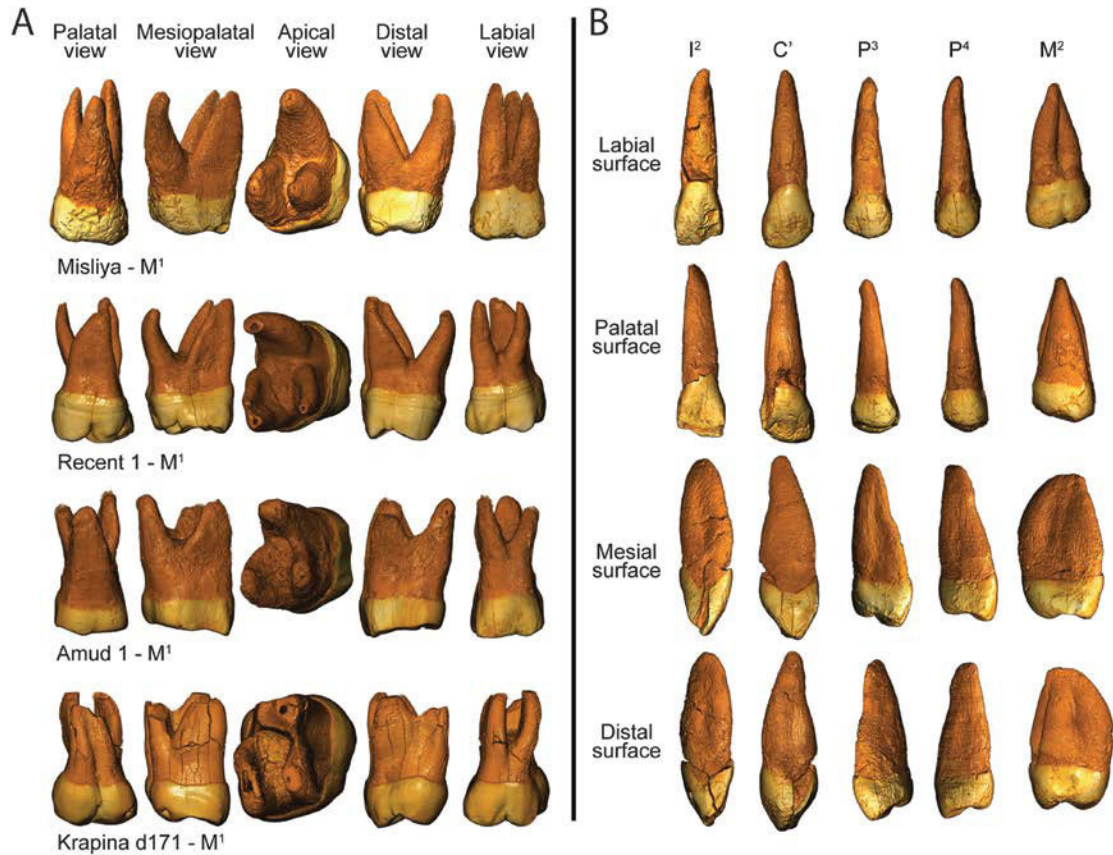 A
Palatal view
Mesiopalatal view
Apical view
Distal view
Labial view
Misliya - M¹
Recent 1 - M¹
Amud 1 - M¹
Krapina d171 - M¹
B
I²
C'
P³
P⁴
M²
Labial surface
Palatal surface
Mesial surface
Distal surface